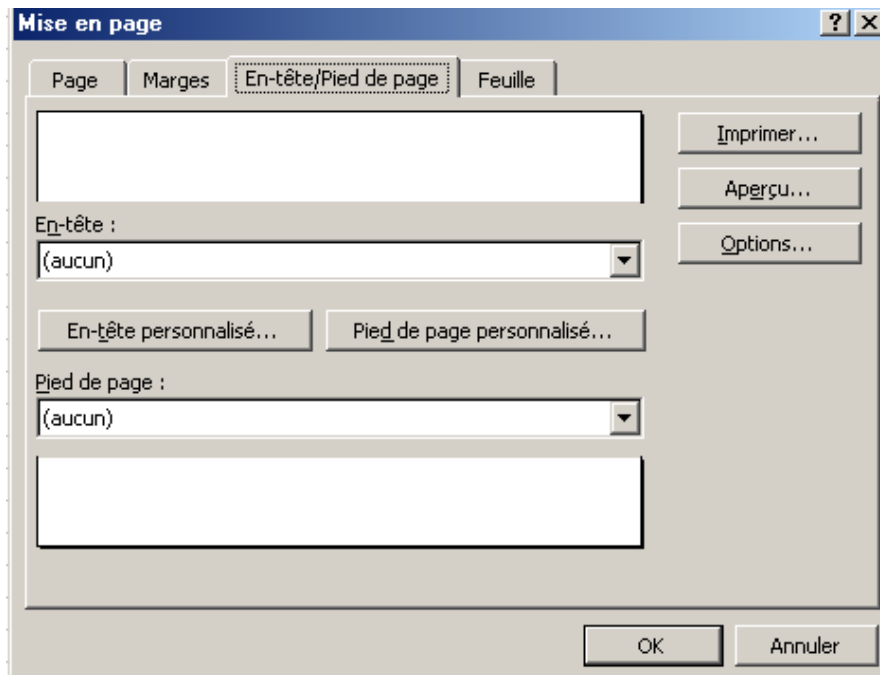 Mise en page
Page Marges En-tête/Pied de page Feuille
Imprimer...
Aperçu...
Options...
En-tête :
(aucun)
En-tête personnalisé... Pied de page personnalisé...
Pied de page :
(aucun)
OK Annuler